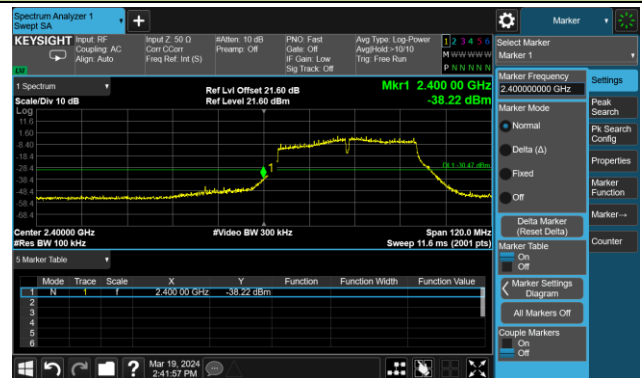 Spectrum Analyzer 1
Swept SA
Marker
KEYSIGHT
Input: RF
Coupling: AC
Align: Auto
Input Z: 50 Ω
Corr CCorr
Freq Ref: Int (S)
#Atten: 10 dB
Preamp: Off
PNO: Fast
Gate: Off
IF Gain: Low
Sig Track: Off
Avg Type: Log-Power
Avg|Hold:>10/10
Trig: Free Run
1 2 3 4 5 6
M W W W W W
P N N N N N
LW
1 Spectrum
Scale/Div 10 dB
Ref Lvl Offset 21.60 dB
Ref Level 21.60 dBm
Mkr1 2.400 00 GHz
-38.22 dBm
Log
11.6
1.60
-8.40
-18.4
-28.4
-38.4
-48.4
-58.4
-68.4
1
DL1 -30.47 dBm
Center 2.40000 GHz
#Res BW 100 kHz
#Video BW 300 kHz
Span 120.0 MHz
Sweep 11.6 ms (2001 pts)
5 Marker Table
Mode Trace Scale X Y Function Function Width Function Value
1 N 1 f 2.400 00 GHz -38.22 dBm
2
3
4
5
6
Mar 19, 2024
2:41:57 PM
Select Marker
Marker 1
Marker Frequency
2.400000000 GHz
Marker Mode
Normal
Delta (Δ)
Fixed
Off
Delta Marker
(Reset Delta)
Marker Table
On
Off
Marker Settings
Diagram
All Markers Off
Couple Markers
On
Off
Settings
Peak
Search
Pk Search
Config
Properties
Marker
Function
Marker→
Counter